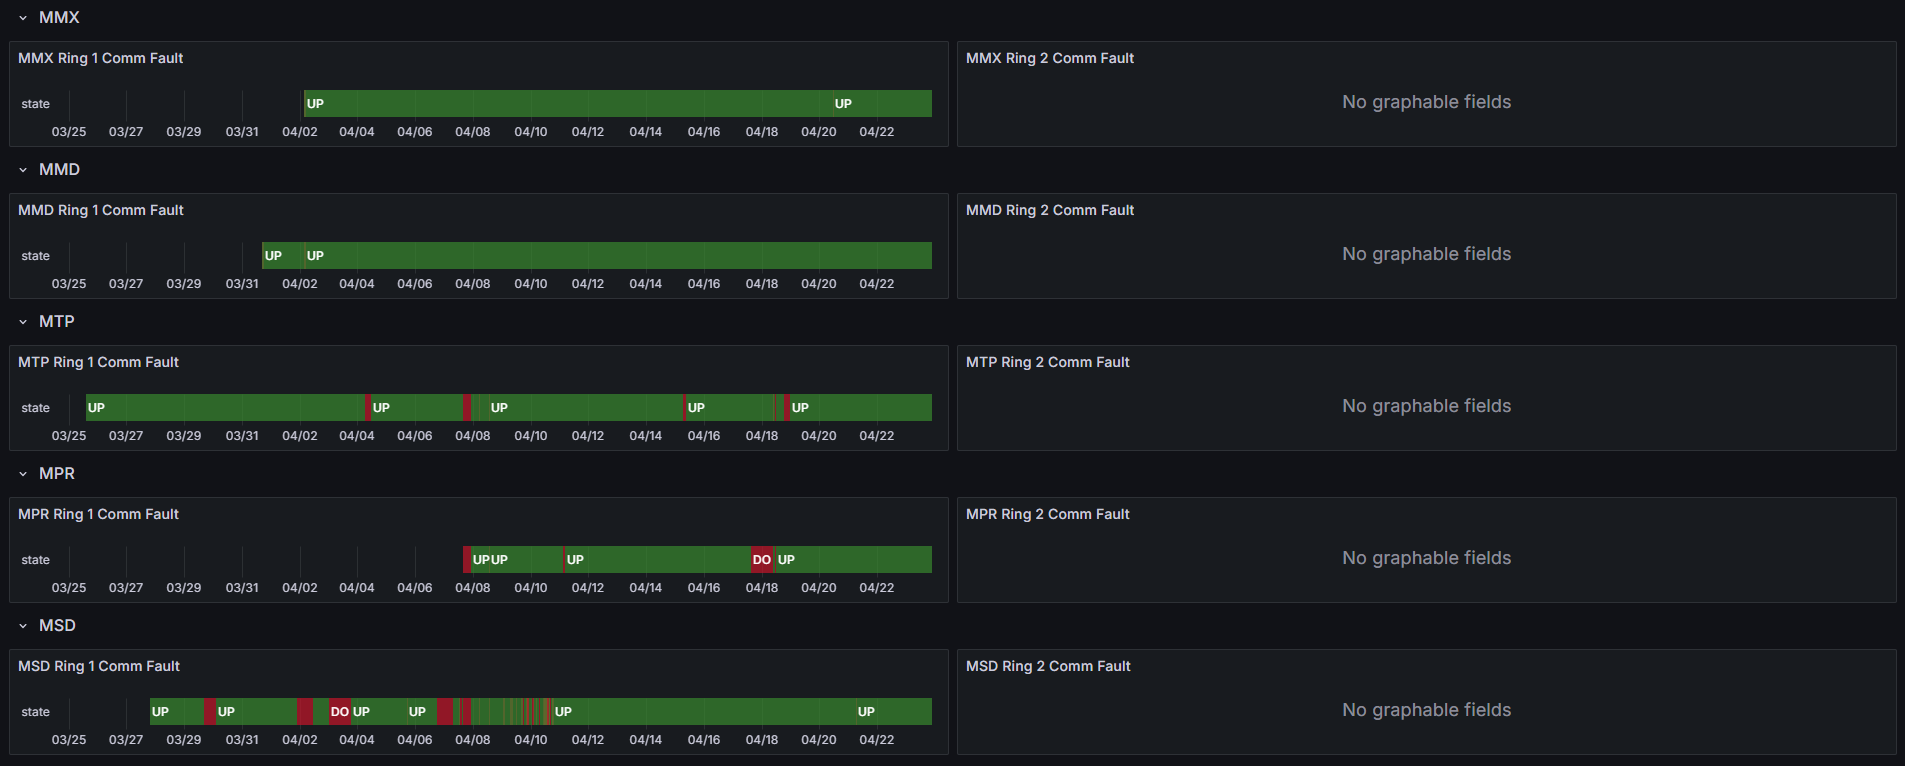 MMX
MMX Ring 1 Comm Fault
MMX Ring 2 Comm Fault
state UP UP
No graphable fields
03/25 03/27 03/29 03/31 04/02 04/04 04/06 04/08 04/10 04/12 04/14 04/16 04/18 04/20 04/22
MMD
MMD Ring 1 Comm Fault
MMD Ring 2 Comm Fault
state UP UP
No graphable fields
03/25 03/27 03/29 03/31 04/02 04/04 04/06 04/08 04/10 04/12 04/14 04/16 04/18 04/20 04/22
MTP
MTP Ring 1 Comm Fault
MTP Ring 2 Comm Fault
state UP UP UP UP UP
No graphable fields
03/25 03/27 03/29 03/31 04/02 04/04 04/06 04/08 04/10 04/12 04/14 04/16 04/18 04/20 04/22
MPR
MPR Ring 1 Comm Fault
MPR Ring 2 Comm Fault
state UP UP UP DO UP
No graphable fields
03/25 03/27 03/29 03/31 04/02 04/04 04/06 04/08 04/10 04/12 04/14 04/16 04/18 04/20 04/22
MSD
MSD Ring 1 Comm Fault
MSD Ring 2 Comm Fault
state UP UP DO UP UP UP UP
No graphable fields
03/25 03/27 03/29 03/31 04/02 04/04 04/06 04/08 04/10 04/12 04/14 04/16 04/18 04/20 04/22